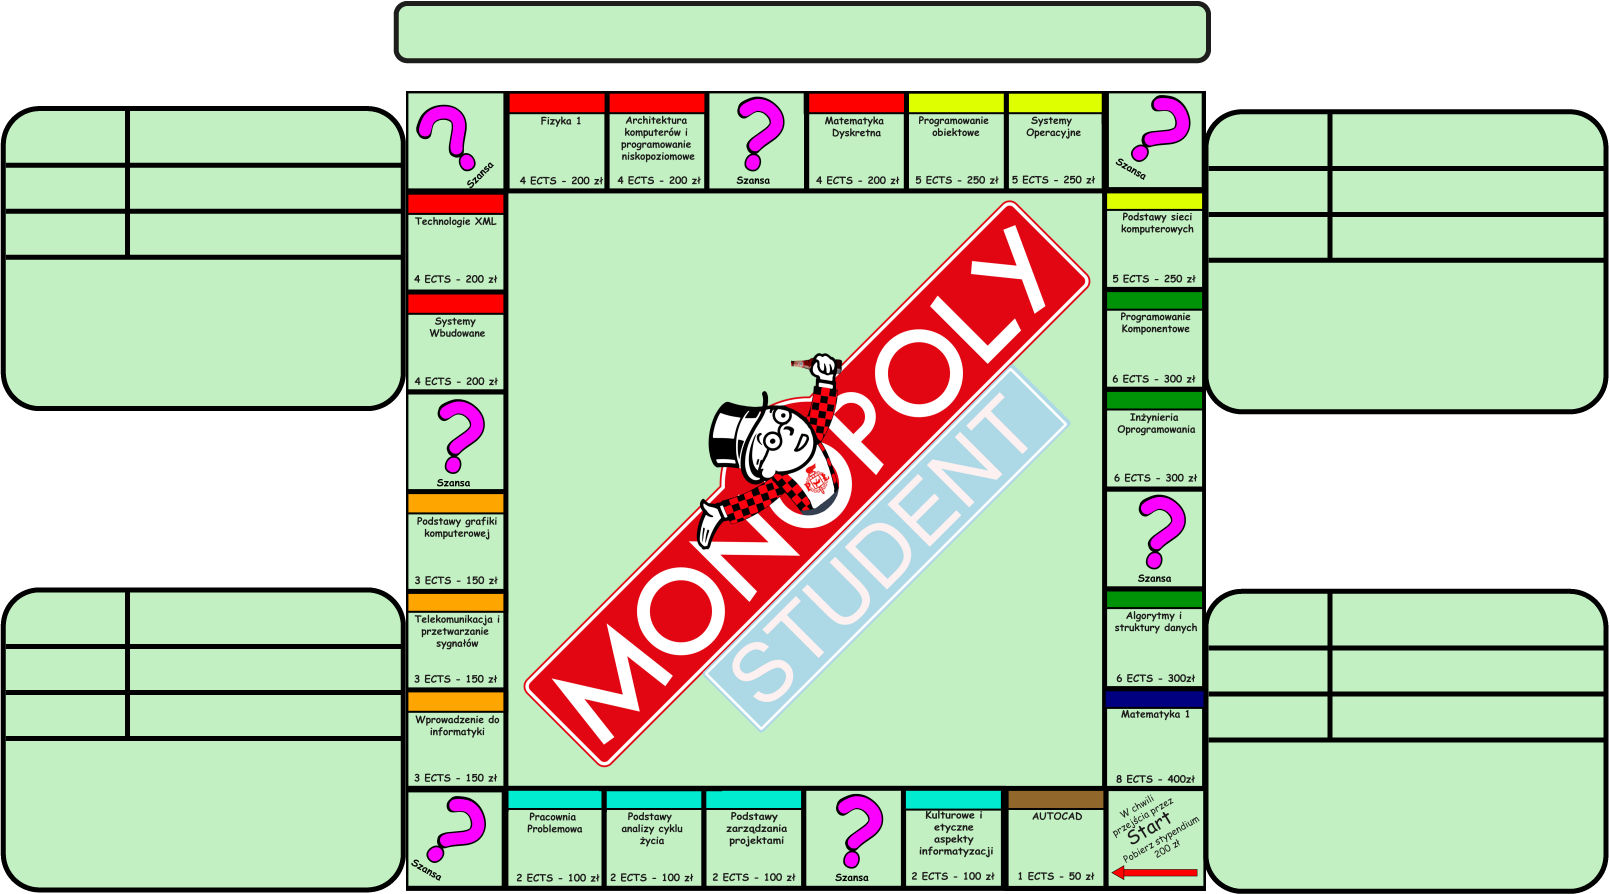 Szansa
Fizyka 1
4 ECTS - 200 zł
Architektura
komputerów i
programowanie
niskopoziomowe
4 ECTS - 200 zł
Szansa
Matematyka
Dyskretna
4 ECTS - 200 zł
Programowanie
obiektowe
5 ECTS - 250 zł
Systemy
Operacyjne
5 ECTS - 250 zł
Szansa
Technologie XML
4 ECTS - 200 zł
Systemy
Wbudowane
4 ECTS - 200 zł
Szansa
Podstawy grafiki
komputerowej
3 ECTS - 150 zł
Telekomunikacja i
przetwarzanie
sygnałów
3 ECTS - 150 zł
Wprowadzenie do
informatyki
3 ECTS - 150 zł
MONOPOLY
STUDENT
Podstawy sieci
komputerowych
5 ECTS - 250 zł
Programowanie
Komponentowe
6 ECTS - 300 zł
Inżynieria
Oprogramowania
6 ECTS - 300 zł
Szansa
Algorytmy i
struktury danych
6 ECTS - 300zł
Matematyka 1
8 ECTS - 400zł
Szansa
Pracownia
Problemowa
2 ECTS - 100 zł
Podstawy
analizy cyklu
życia
2 ECTS - 100 zł
Podstawy
zarządzania
projektami
2 ECTS - 100 zł
Szansa
Kulturowe i
etyczne
aspekty
informatyzacji
2 ECTS - 100 zł
AUTOCAD
1 ECTS - 50 zł
W chwili
przejścia przez
Start
Pobierz stypendium
200 zł